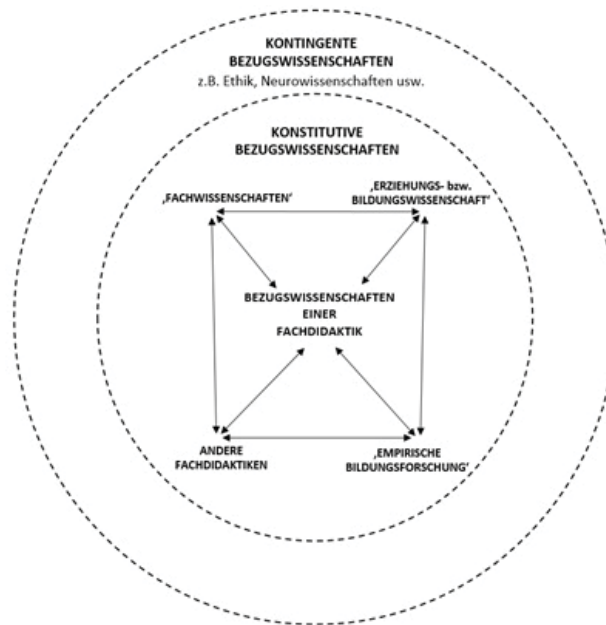 KONTINGENTE
BEZUGSWISSENSCHAFTEN
z.B. Ethik, Neurowissenschaften usw.
KONSTITUTIVE
BEZUGSWISSENSCHAFTEN
‚FACHWISSENSCHAFTEN‘
‚ERZIEHUNGS- bzw.
BILDUNGSWISSENSCHAFT‘
BEZUGSWISSENSCHAFTEN
EINER
FACHDIDAKTIK
ANDERE
FACHDIDAKTIKEN
‚EMPIRISCHE
BILDUNGSFORSCHUNG‘